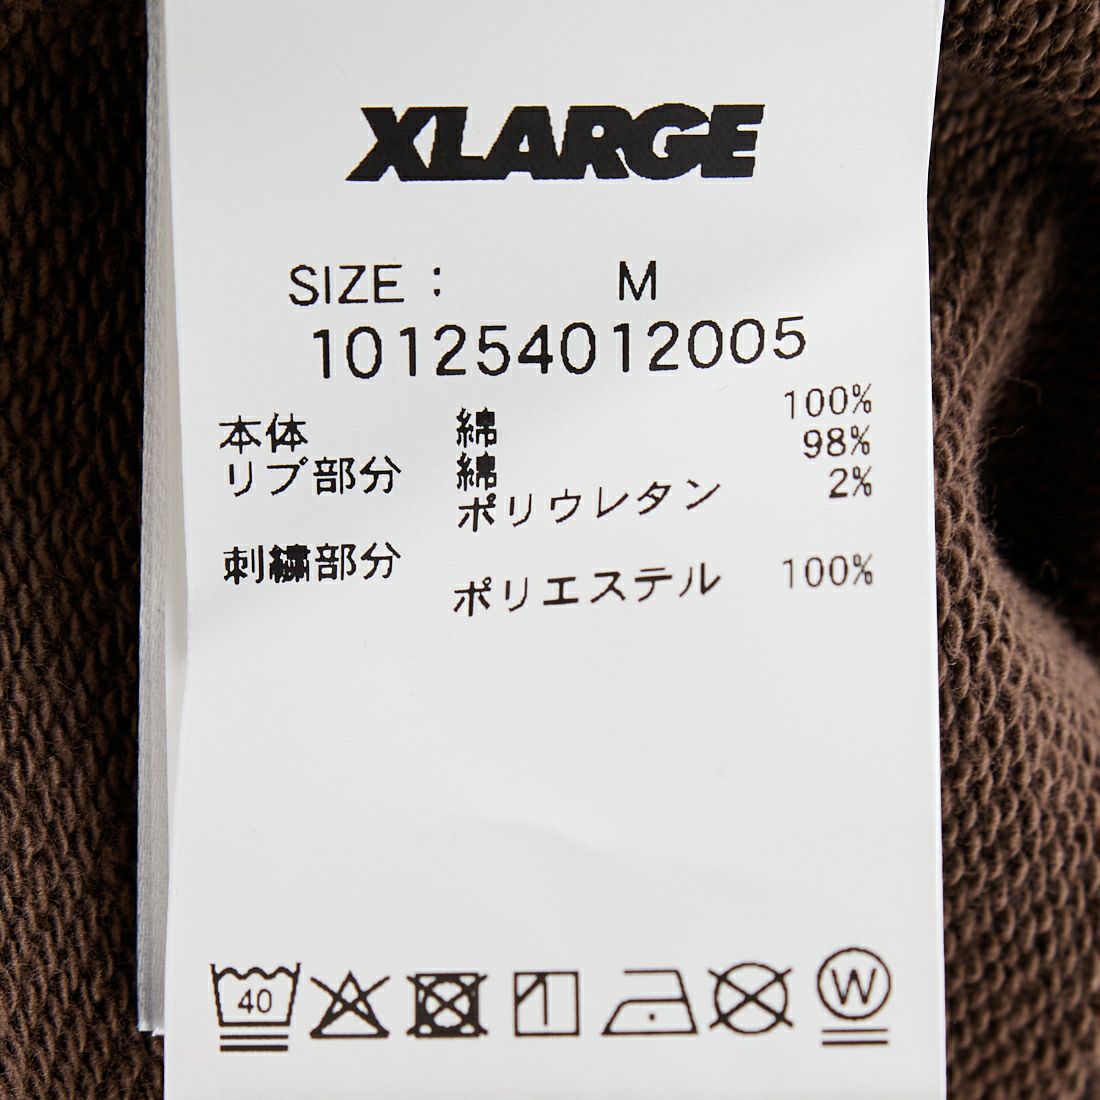 XLARGE
SIZE : M
101254012005
本体 綿 100%
リブ部分 綿 98%
ポリウレタン 2%
刺繍部分
ポリエステル 100%
40
W